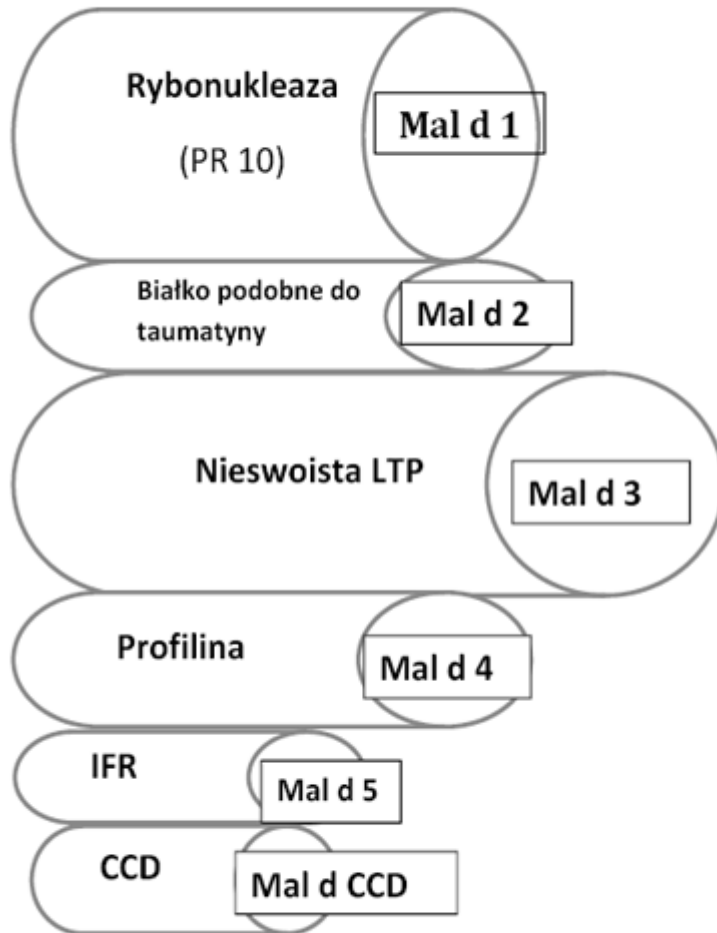 Rybonukleaza
(PR 10)
Mal d 1
Białko podobne do
taumatyny
Mal d 2
Nieswoista LTP
Mal d 3
Profilina
Mal d 4
IFR
Mal d 5
CCD
Mal d CCD